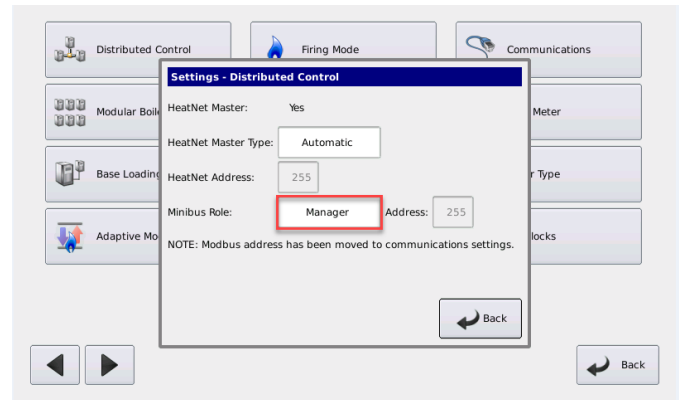 Distributed Control
Firing Mode
Communications
Settings - Distributed Control
Modular Boil
HeatNet Master: Yes
Meter
HeatNet Master Type: Automatic
Base Loading
HeatNet Address: 255
r Type
Minibus Role: Manager Address: 255
Adaptive Mo
locks
NOTE: Modbus address has been moved to communications settings.
Back
Back